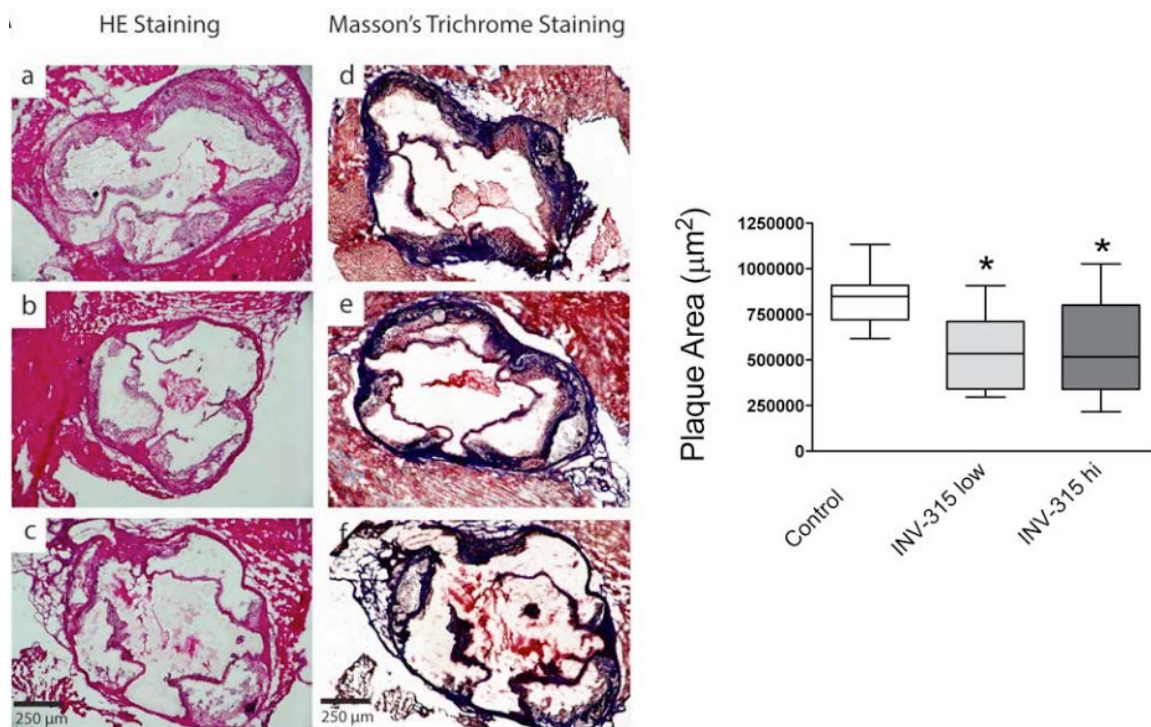 HE Staining
Masson's Trichrome Staining
a
d
b
e
c
f
250 μm
250 μm
Plaque Area (μm²)
1250000
1000000
750000
500000
250000
0
*
*
Control
INV-315 low
INV-315 hi